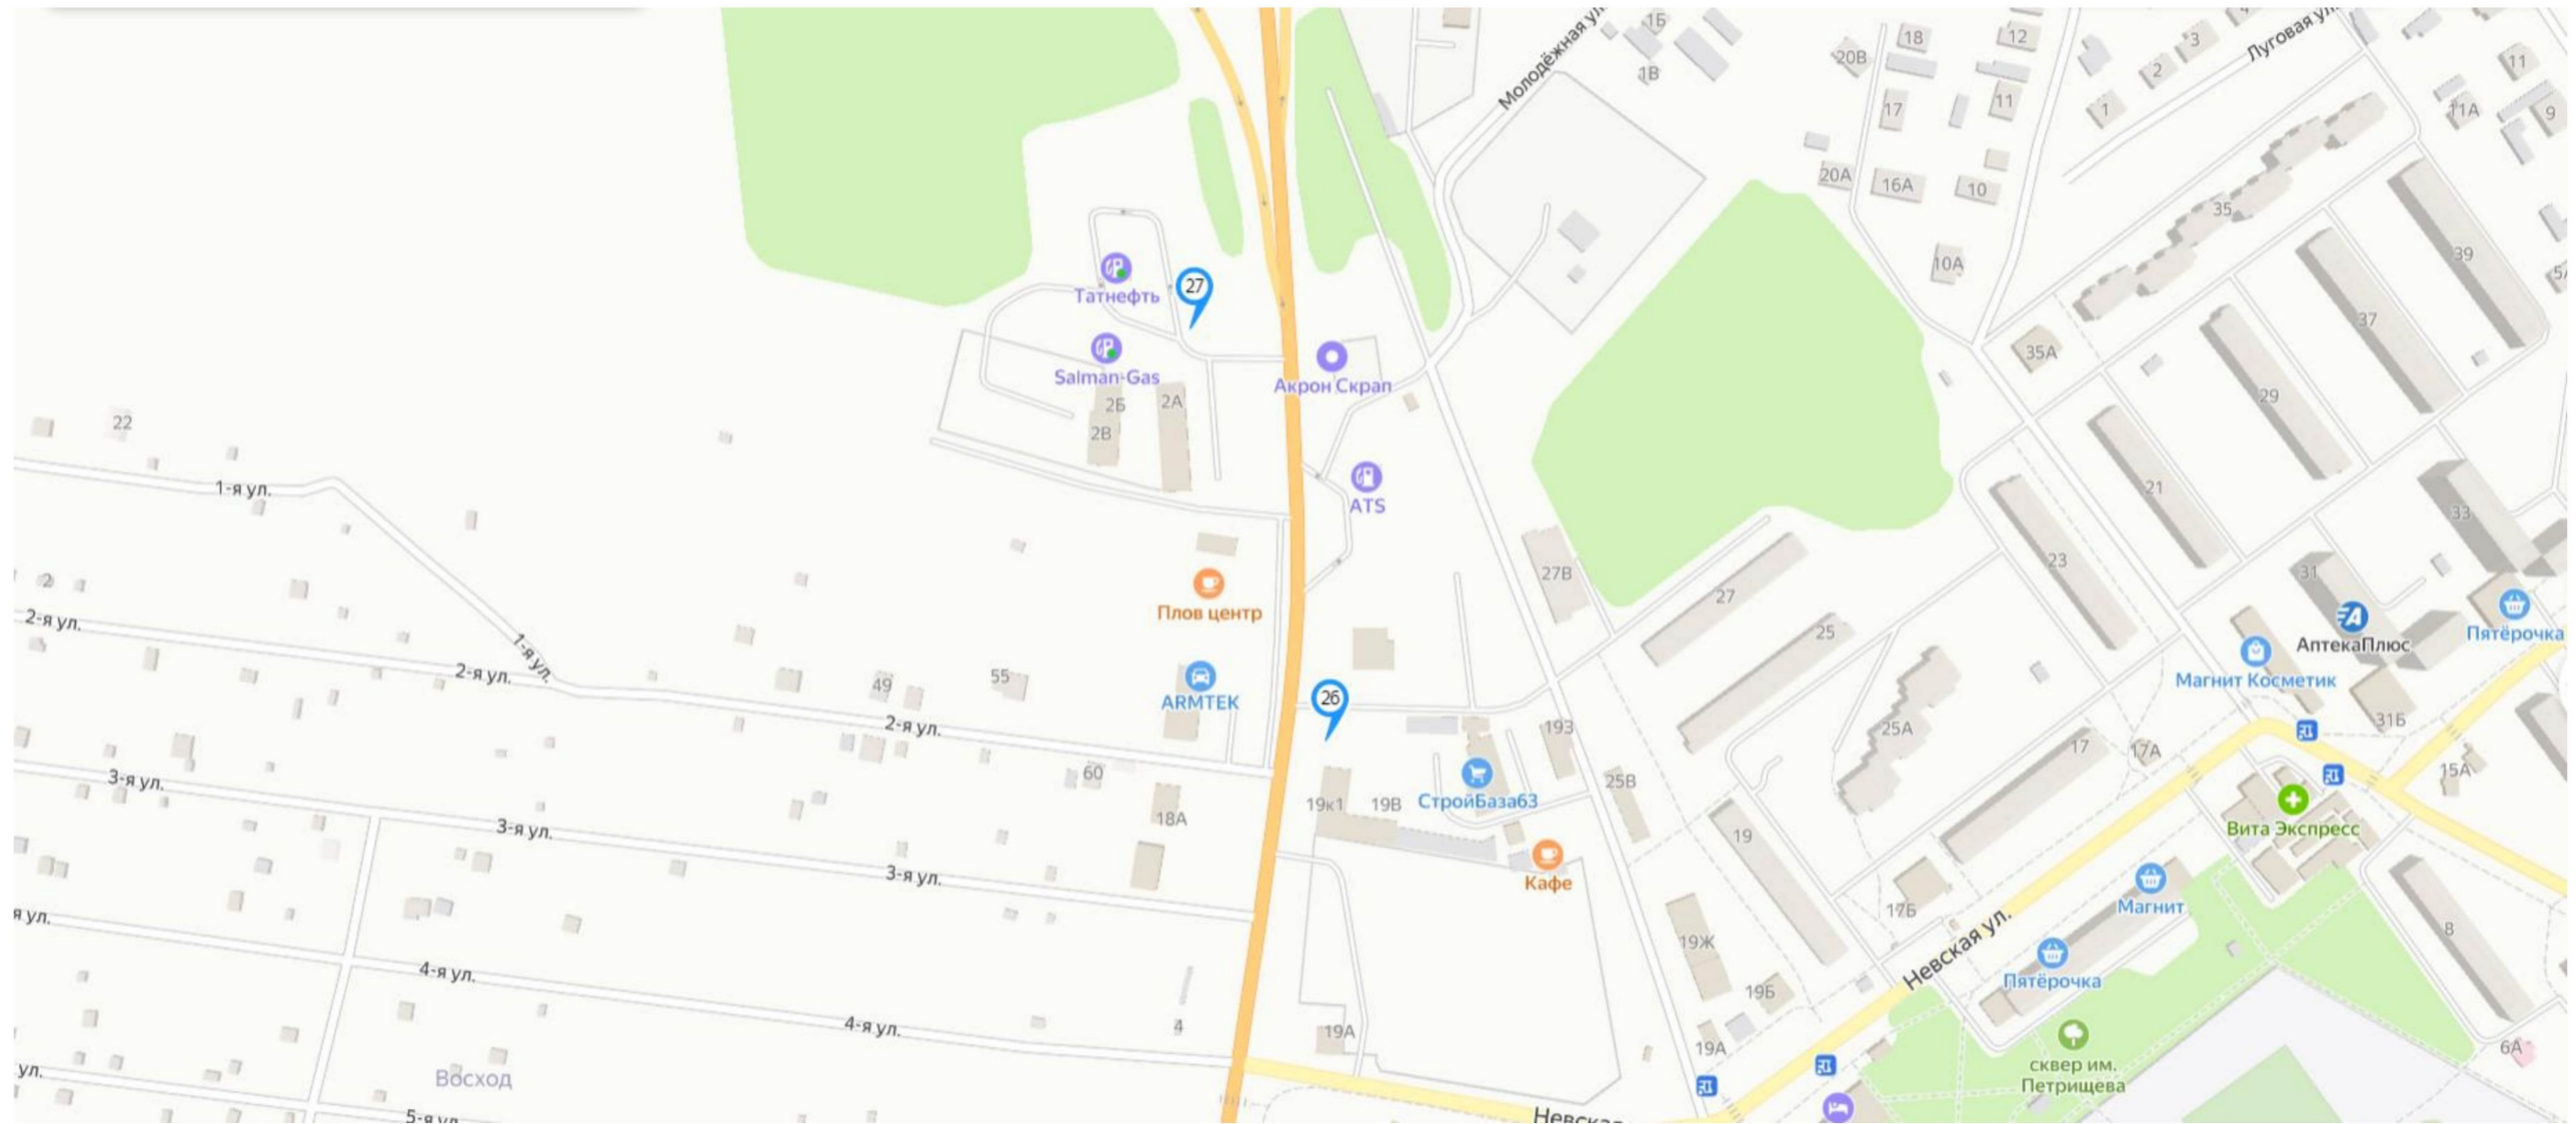 Молодёжная ул.
1Б
1В
20В
18
12
17
11
20А
16А
10
10А
1
2
3
Луговая ул.
11
11А
9
35
39
37
35А
29
21
23
33
31
27
Татнефть
Salman-Gas
2Б
2А
2В
Акрон Скрап
ATS
22
1-я ул.
2
2-я ул.
1-я ул.
2-я ул.
49
55
2-я ул.
Плов центр
ARMTEK
26
27В
27
25
25А
193
СтройБаза63
19к1
19В
25В
Кафе
АптекаПлюс
Пятёрочка
Магнит Косметик
31Б
17
17А
15А
Вита Экспресс
60
18А
3-я ул.
3-я ул.
3-я ул.
19
17Б
Магнит
Невская ул.
Пятёрочка
8
19Ж
19Б
19А
19А
я ул.
4-я ул.
4-я ул.
4
сквер им.
Петрищева
6А
ул.
Восход
5-я ул.
Невская